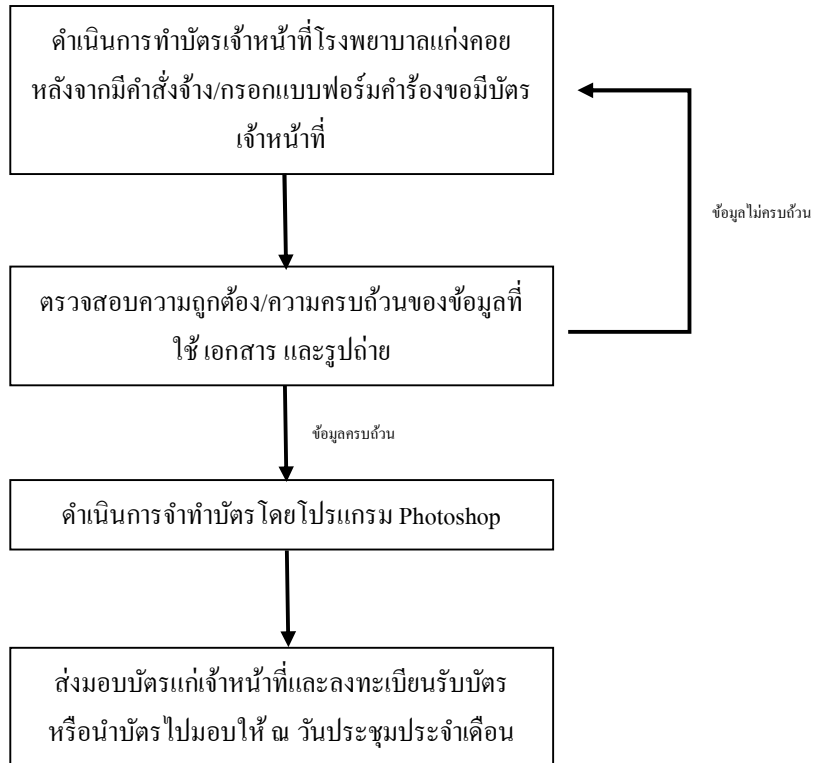 ดำเนินการทำบัตรเจ้าหน้าที่โรงพยาบาลแก่งคอย
หลังจากมีคำสั่งจ้าง/กรอกแบบฟอร์มคำร้องขอมีบัตร
เจ้าหน้าที่
ข้อมูลไม่ครบถ้วน
ตรวจสอบความถูกต้อง/ความครบถ้วนของข้อมูลที่
ใช้ เอกสาร และรูปถ่าย
ข้อมูลครบถ้วน
ดำเนินการจำทำบัตรโดยโปรแกรม Photoshop
ส่งมอบบัตรแก่เจ้าหน้าที่และลงทะเบียนรับบัตร
หรือนำบัตรไปมอบให้ ณ วันประชุมประจำเดือน